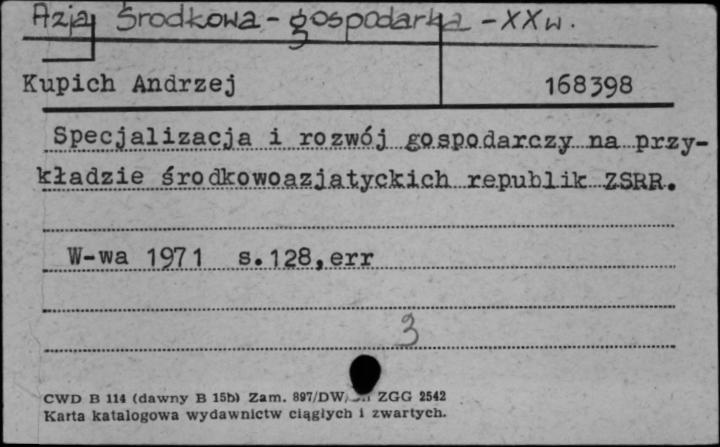 Azja Środkowa - gospodarka - XX w.
Kupich Andrzej 168398
Specjalizacja i rozwój gospodarczy na przy-
kładzie środkowoazjatyckich republik ZSRR.
W-wa 1971 s.128,err
3
CWD B 114 (dawny B 15b) Zam. 897/DW/ ZGG 2542
Karta katalogowa wydawnictw ciągłych i zwartych.